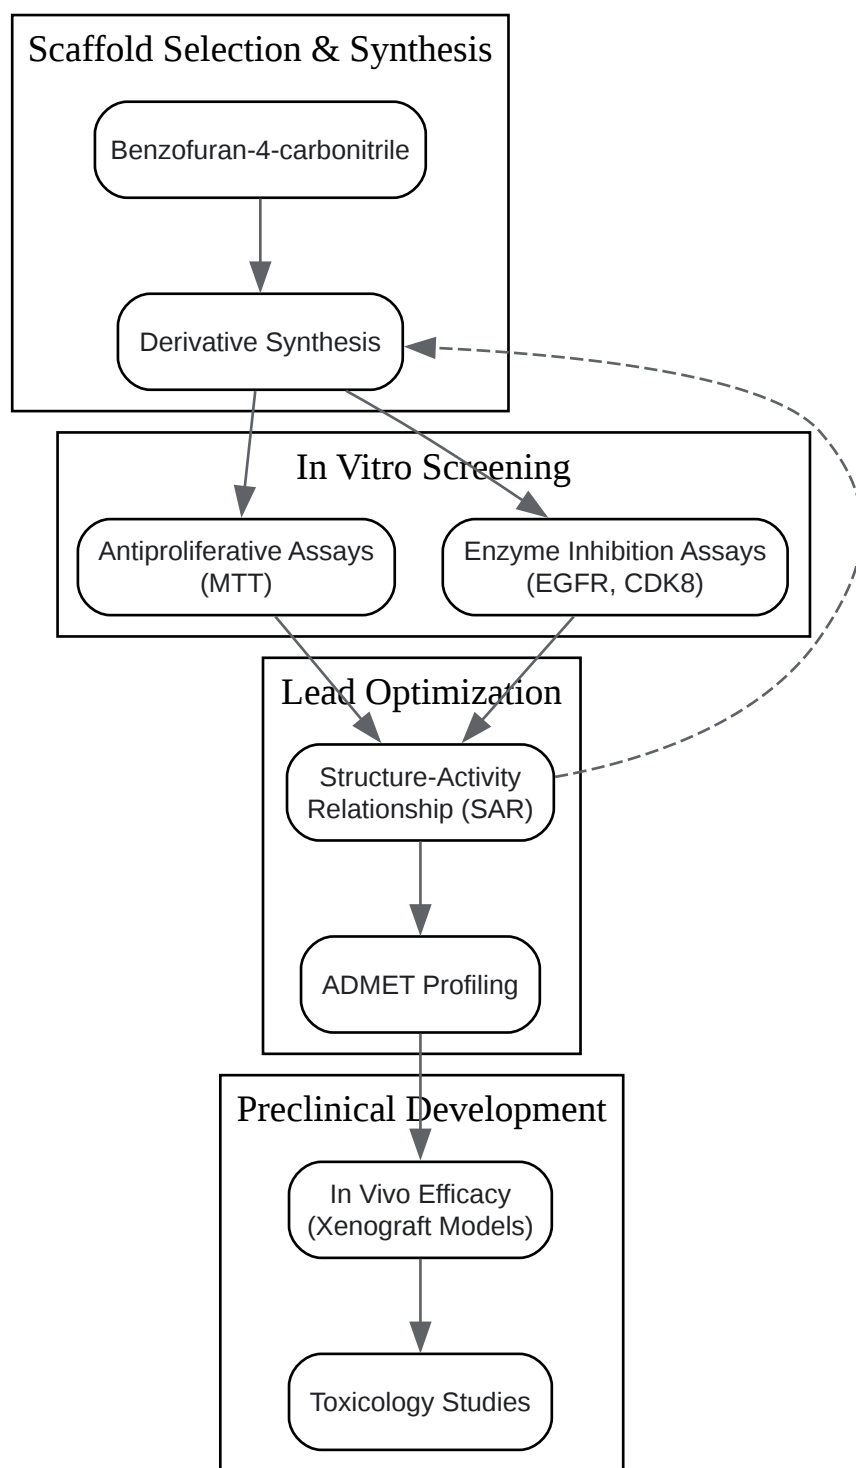 Scaffold Selection & Synthesis
Benzofuran-4-carbonitrile
Derivative Synthesis
In Vitro Screening
Antiproliferative Assays
(MTT)
Enzyme Inhibition Assays
(EGFR, CDK8)
Lead Optimization
Structure-Activity
Relationship (SAR)
ADMET Profiling
Preclinical Development
In Vivo Efficacy
(Xenograft Models)
Toxicology Studies